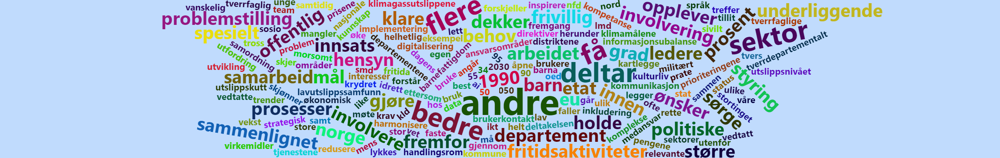 vanskelig
tverrfaglig
unge
team
samtidig
prisene
nasjonale
klimagassutslippene
flere
forskjeller
inspirere
nfd
kompetanse
nord
opplever
språk
treffer
underliggende
problemstilling
offentlig
kunnskap
klare
dekker
frivillig
involvering
tillit
prosent
tverrfaglige
spesielt
sosio
mangler
øke
implementering
lett
fremgang
lmd
sivilt
sektor
tross
helhetlig
eksempel
behov
direktiver
herunder
klimamålene
samordning
utfordring
problem
innsats
departementene
digitalisering
ansvarsområder
distriktene
informasjonsubalanse
tverrdepartementalt
morsomt
hensyn
dagens
egen
barnefattigdom
95
arbeidet
få
grad
ledere
tvers
utvikling
skjer
områder
smd
fritida
angår
34
2030
åpne
brukere
kartlegge
militært
prioriteringene
styring
utslippsnivået
samarbeid
mål
interesser
forstår
bruke
55
1990
90
barna
oed
deltar
kulturliv
prate
utslippskutt
skjønner
krydret
idrett
best
ai
barn
etat
kommunikasjon
sammen
status
ulike
vedtatte
trender
lavutslippssamfunn
ettersom
bruk
50
050
innen
legger
ønsker
stat
stortinget
våre
økonomisk
like
gjøre
hos
data
andre
eu
går
ulik
ofte
sørge
prosesser
involvere
møte
krav
kld
bedre
faller
inkludering
rette
sammenlignet
vekst
strategisk
samt
harmonisere
brukerkontakt
lav
holde
komplekse
medansvar
store
norge
stor
vet
faste
ikt
helt
deltakelsen
politiske
virkemidler
fremfor
må
departement
pengene
sektorer
utenfor
vedtatt
tjenestene
redusere
mens
lykkes
handlingsrom
gjennom
kommune
fritidsaktiviteter
relevante
større